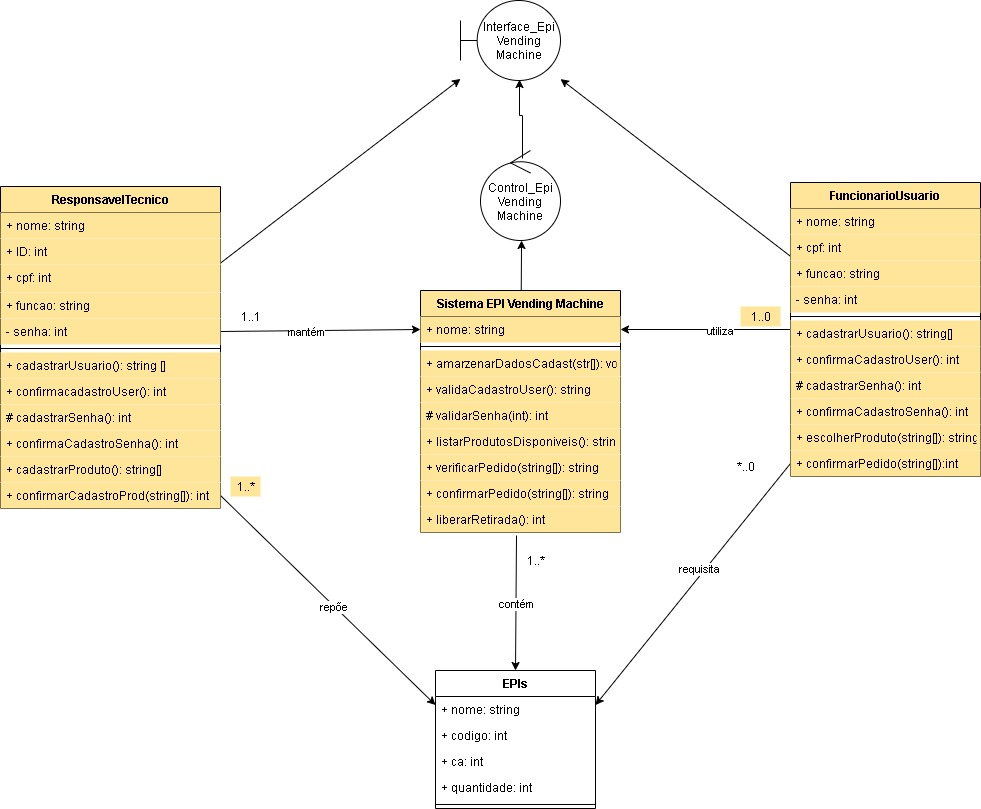 Interface_Epi
Vending
Machine
Control_Epi
Vending
Machine
ResponsavelTecnico
+ nome: string
+ ID: int
+ cpf: int
+ funcao: string
- senha: int
+ cadastrarUsuario(): string []
+ confirmacadastroUser(): int
# cadastrarSenha(): int
+ confirmaCadastroSenha(): int
+ cadastrarProduto(): string[]
+ confirmarCadastroProd(string[]): int
1..1
mantém
Sistema EPI Vending Machine
+ nome: string
+ amarzenarDadosCadast(str[]): vo
+ validaCadastroUser(): string
# validarSenha(int): int
+ listarProdutosDisponiveis(): strin
+ verificarPedido(string[]): string
+ confirmarPedido(string[]): string
+ liberarRetirada(): int
1..0
utiliza
FuncionarioUsuario
+ nome: string
+ cpf: int
+ funcao: string
- senha: int
+ cadastrarUsuario(): string[]
+ confirmaCadastroUser(): int
# cadastrarSenha(): int
+ confirmaCadastroSenha(): int
+ escolherProduto(string[]): string
+ confirmarPedido(string[]):int
1..*
repõe
1..*
contém
*..0
requisita
EPIs
+ nome: string
+ codigo: int
+ ca: int
+ quantidade: int